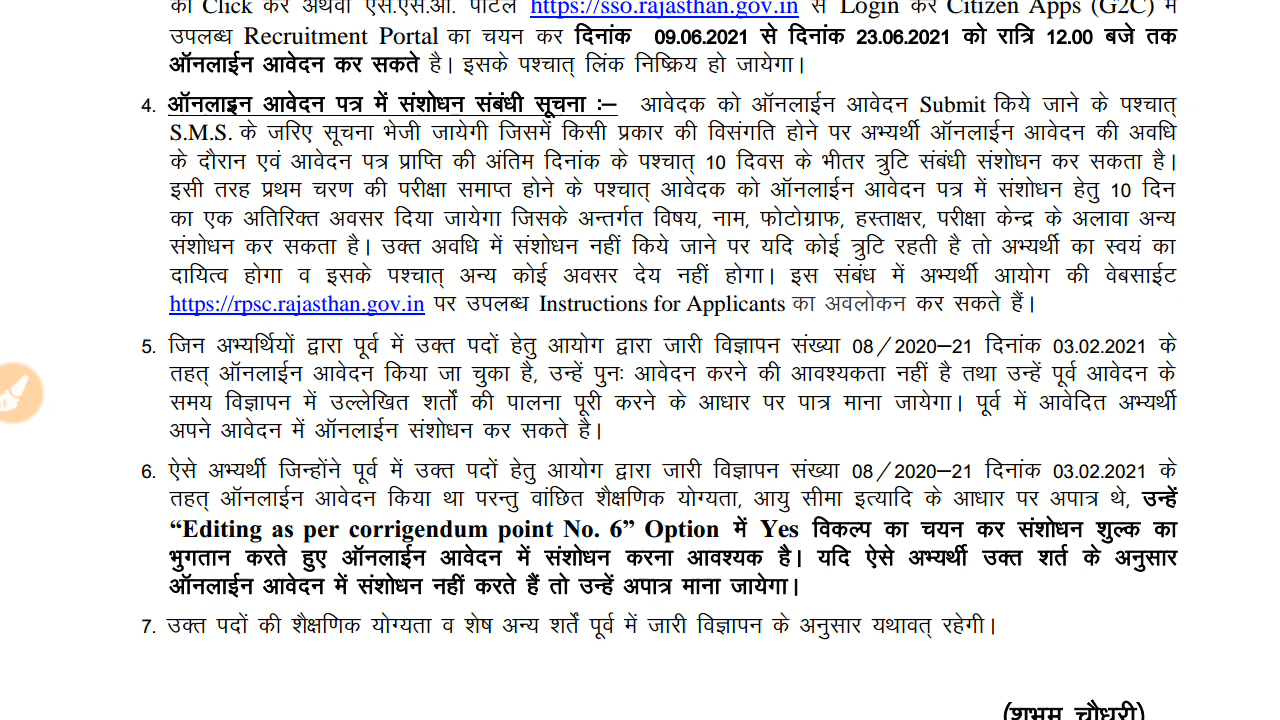 को Click कर अथवा एस.एस.ओ. पोर्टल https://sso.rajasthan.gov.in से Login कर Citizen Apps (G2C) में
उपलब्ध Recruitment Portal का चयन कर दिनांक 09.06.2021 से दिनांक 23.06.2021 को रात्रि 12.00 बजे तक
ऑनलाईन आवेदन कर सकते है। इसके पश्चात् लिंक निष्क्रिय हो जायेगा।
4. ऑनलाइन आवेदन पत्र में संशोधन संबंधी सूचना :– आवेदक को ऑनलाईन आवेदन Submit किये जाने के पश्चात्
S.M.S. के जरिए सूचना भेजी जायेगी जिसमें किसी प्रकार की विसंगति होने पर अभ्यर्थी ऑनलाईन आवेदन की अवधि
के दौरान एवं आवेदन पत्र प्राप्ति की अंतिम दिनांक के पश्चात् 10 दिवस के भीतर त्रुटि संबंधी संशोधन कर सकता है।
इसी तरह प्रथम चरण की परीक्षा समाप्त होने के पश्चात् आवेदक को ऑनलाईन आवेदन पत्र में संशोधन हेतु 10 दिन
का एक अतिरिक्त अवसर दिया जायेगा जिसके अन्तर्गत विषय, नाम, फोटोग्राफ, हस्ताक्षर, परीक्षा केन्द्र के अलावा अन्य
संशोधन कर सकता है। उक्त अवधि में संशोधन नहीं किये जाने पर यदि कोई त्रुटि रहती है तो अभ्यर्थी का स्वयं का
दायित्व होगा व इसके पश्चात् अन्य कोई अवसर देय नहीं होगा। इस संबंध में अभ्यर्थी आयोग की वेबसाईट
https://rpsc.rajasthan.gov.in पर उपलब्ध Instructions for Applicants का अवलोकन कर सकते हैं।
5. जिन अभ्यर्थियों द्वारा पूर्व में उक्त पदों हेतु आयोग द्वारा जारी विज्ञापन संख्या 08/2020–21 दिनांक 03.02.2021 के
तहत् ऑनलाईन आवेदन किया जा चुका है, उन्हें पुनः आवेदन करने की आवश्यकता नहीं है तथा उन्हें पूर्व आवेदन के
समय विज्ञापन में उल्लेखित शर्तों की पालना पूरी करने के आधार पर पात्र माना जायेगा। पूर्व में आवेदित अभ्यर्थी
अपने आवेदन में ऑनलाईन संशोधन कर सकते है।
6. ऐसे अभ्यर्थी जिन्होंने पूर्व में उक्त पदों हेतु आयोग द्वारा जारी विज्ञापन संख्या 08/2020–21 दिनांक 03.02.2021 के
तहत् ऑनलाईन आवेदन किया था परन्तु वांछित शैक्षणिक योग्यता, आयु सीमा इत्यादि के आधार पर अपात्र थे, उन्हें
“Editing as per corrigendum point No. 6” Option में Yes विकल्प का चयन कर संशोधन शुल्क का
भुगतान करते हुए ऑनलाईन आवेदन में संशोधन करना आवश्यक है। यदि ऐसे अभ्यर्थी उक्त शर्त के अनुसार
ऑनलाईन आवेदन में संशोधन नहीं करते हैं तो उन्हें अपात्र माना जायेगा।
7. उक्त पदों की शैक्षणिक योग्यता व शेष अन्य शर्तें पूर्व में जारी विज्ञापन के अनुसार यथावत् रहेगी।
(शुभम चौधरी)